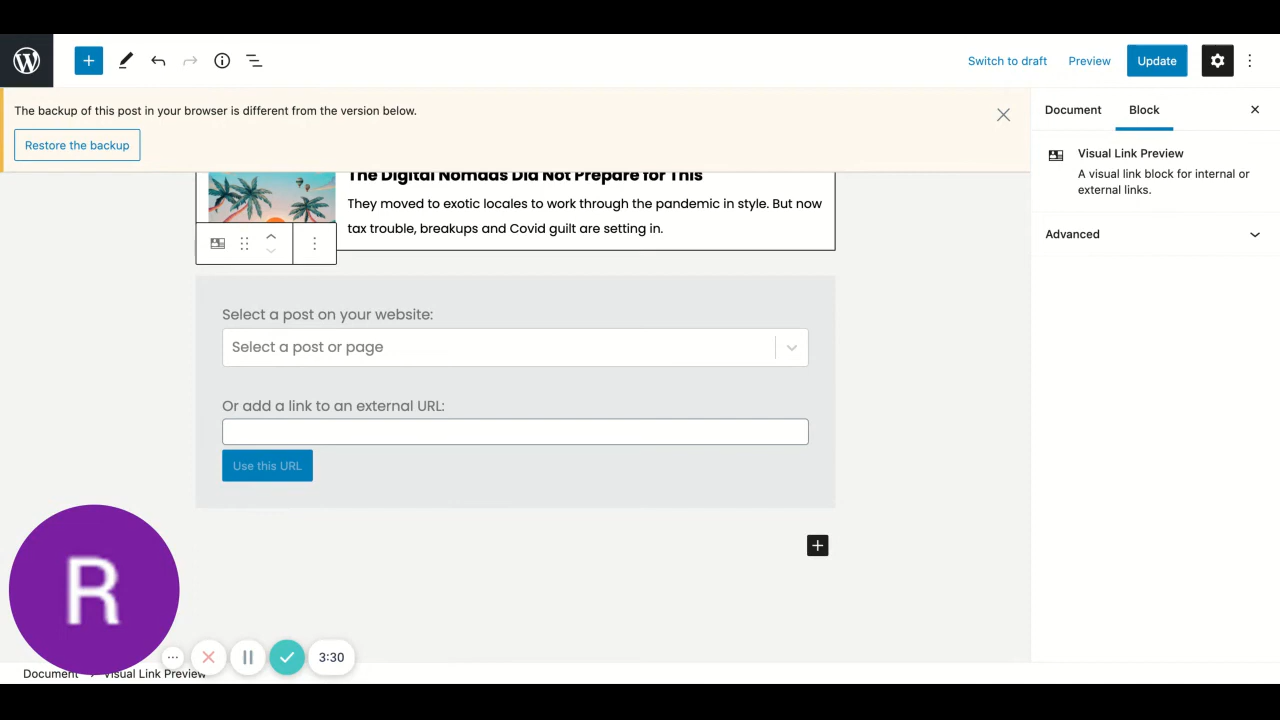 Switch to draft
Preview
Update
The backup of this post in your browser is different from the version below.
Restore the backup
Document
Block
Visual Link Preview
A visual link block for internal or
external links.
Advanced
The Digital Nomads Did Not Prepare for This
They moved to exotic locales to work through the pandemic in style. But now
tax trouble, breakups and Covid guilt are setting in.
Select a post on your website:
Select a post or page
Or add a link to an external URL:
Use this URL
R
3:30
Document
Visual Link Preview